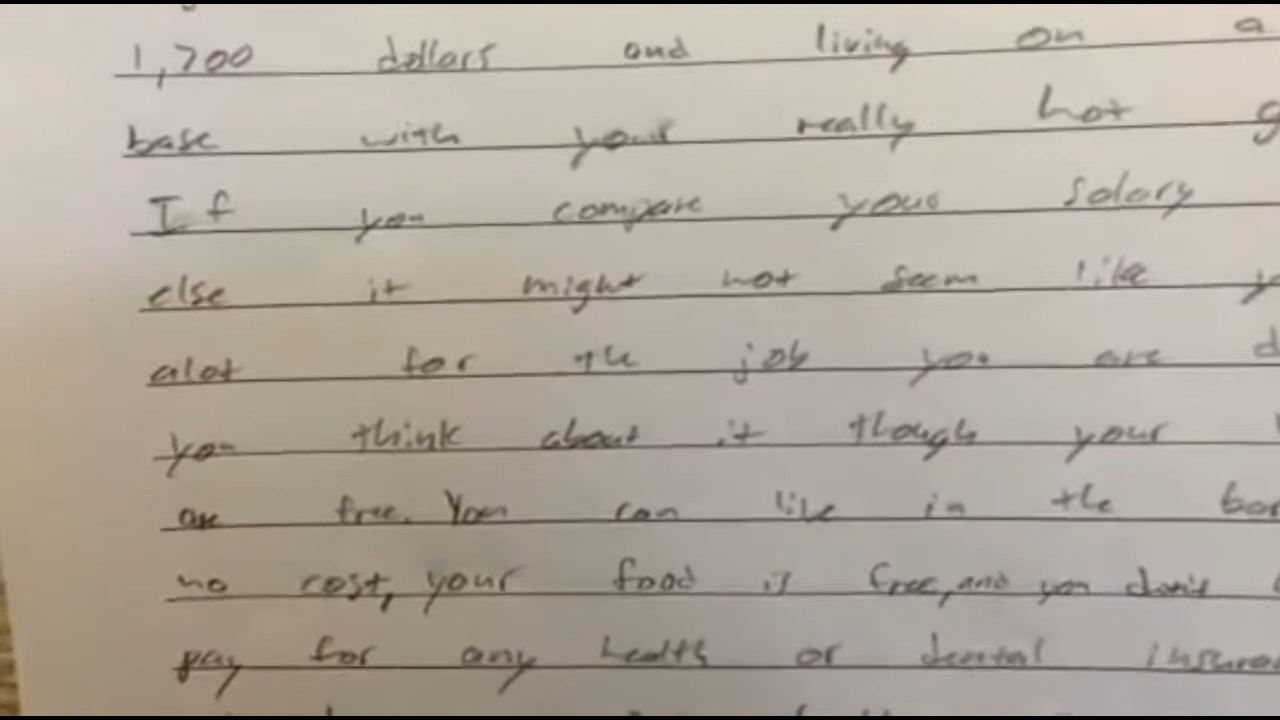 1,700 dollars and living on a
base with your really hot
If you compare your salary
else it might not seem like
alot for the job you are
you think about it though your
are free. You can live in the
no cost, your food is free, and you don't
pay for any health or dental